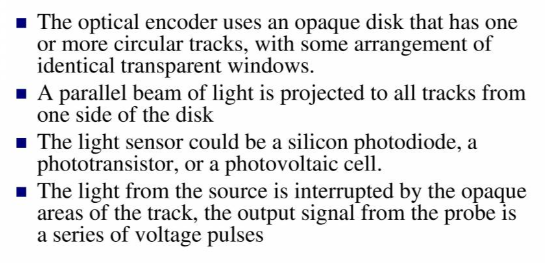 ■ The optical encoder uses an opaque disk that has one
or more circular tracks, with some arrangement of
identical transparent windows.
■ A parallel beam of light is projected to all tracks from
one side of the disk
■ The light sensor could be a silicon photodiode, a
phototransistor, or a photovoltaic cell.
■ The light from the source is interrupted by the opaque
areas of the track, the output signal from the probe is
a series of voltage pulses